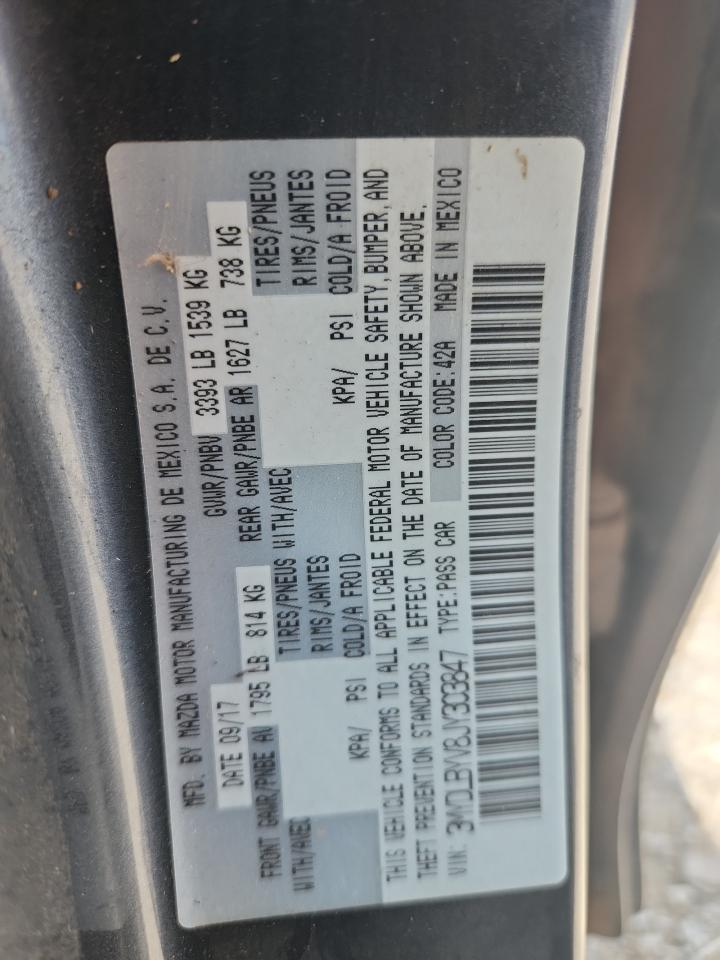 MFD. BY MAZDA MOTOR MANUFACTURING DE MEXICO S.A. DE C.V.
DATE 09/17 GVWR/PNBV 3393 LB 1539 KG
FRONT GAWR/PNBE AV 1795 LB 814 KG REAR GAWR/PNBE AR 1627 LB 738 KG
WITH/AVEC TIRES/PNEUS WITH/AVEC TIRES/PNEUS
RIMS/JANTES RIMS/JANTES
KPA/ PSI COLD/A FROID KPA/ PSI COLD/A FROID
THIS VEHICLE CONFORMS TO ALL APPLICABLE FEDERAL MOTOR VEHICLE SAFETY, BUMPER, AND
THEFT PREVENTION STANDARDS IN EFFECT ON THE DATE OF MANUFACTURE SHOWN ABOVE.
VIN: 3MYDLBYV8JY303847 TYPE:PASS CAR COLOR CODE:42A MADE IN MEXICO